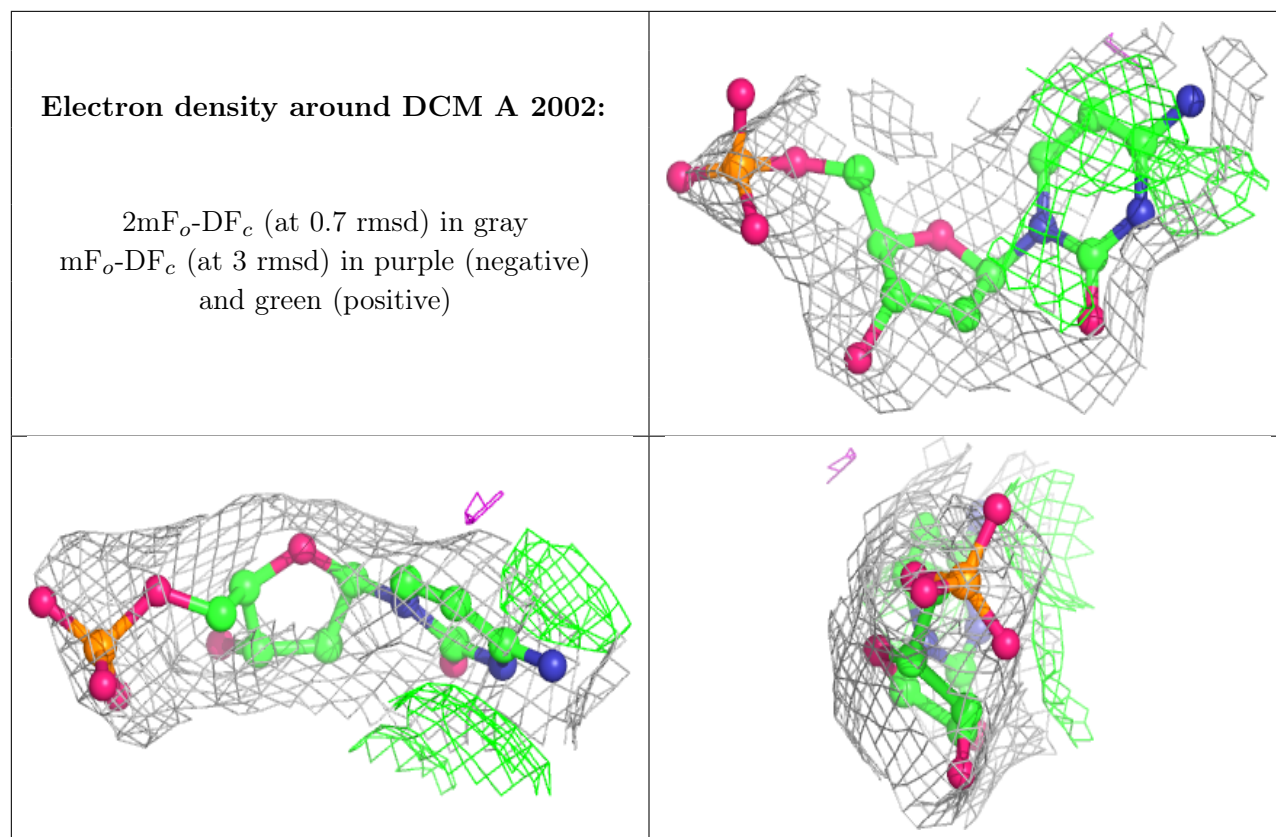 Electron density around DCM A 2002:
2mFo-DFc (at 0.7 rmsd) in gray
mFo-DFc (at 3 rmsd) in purple (negative)
and green (positive)